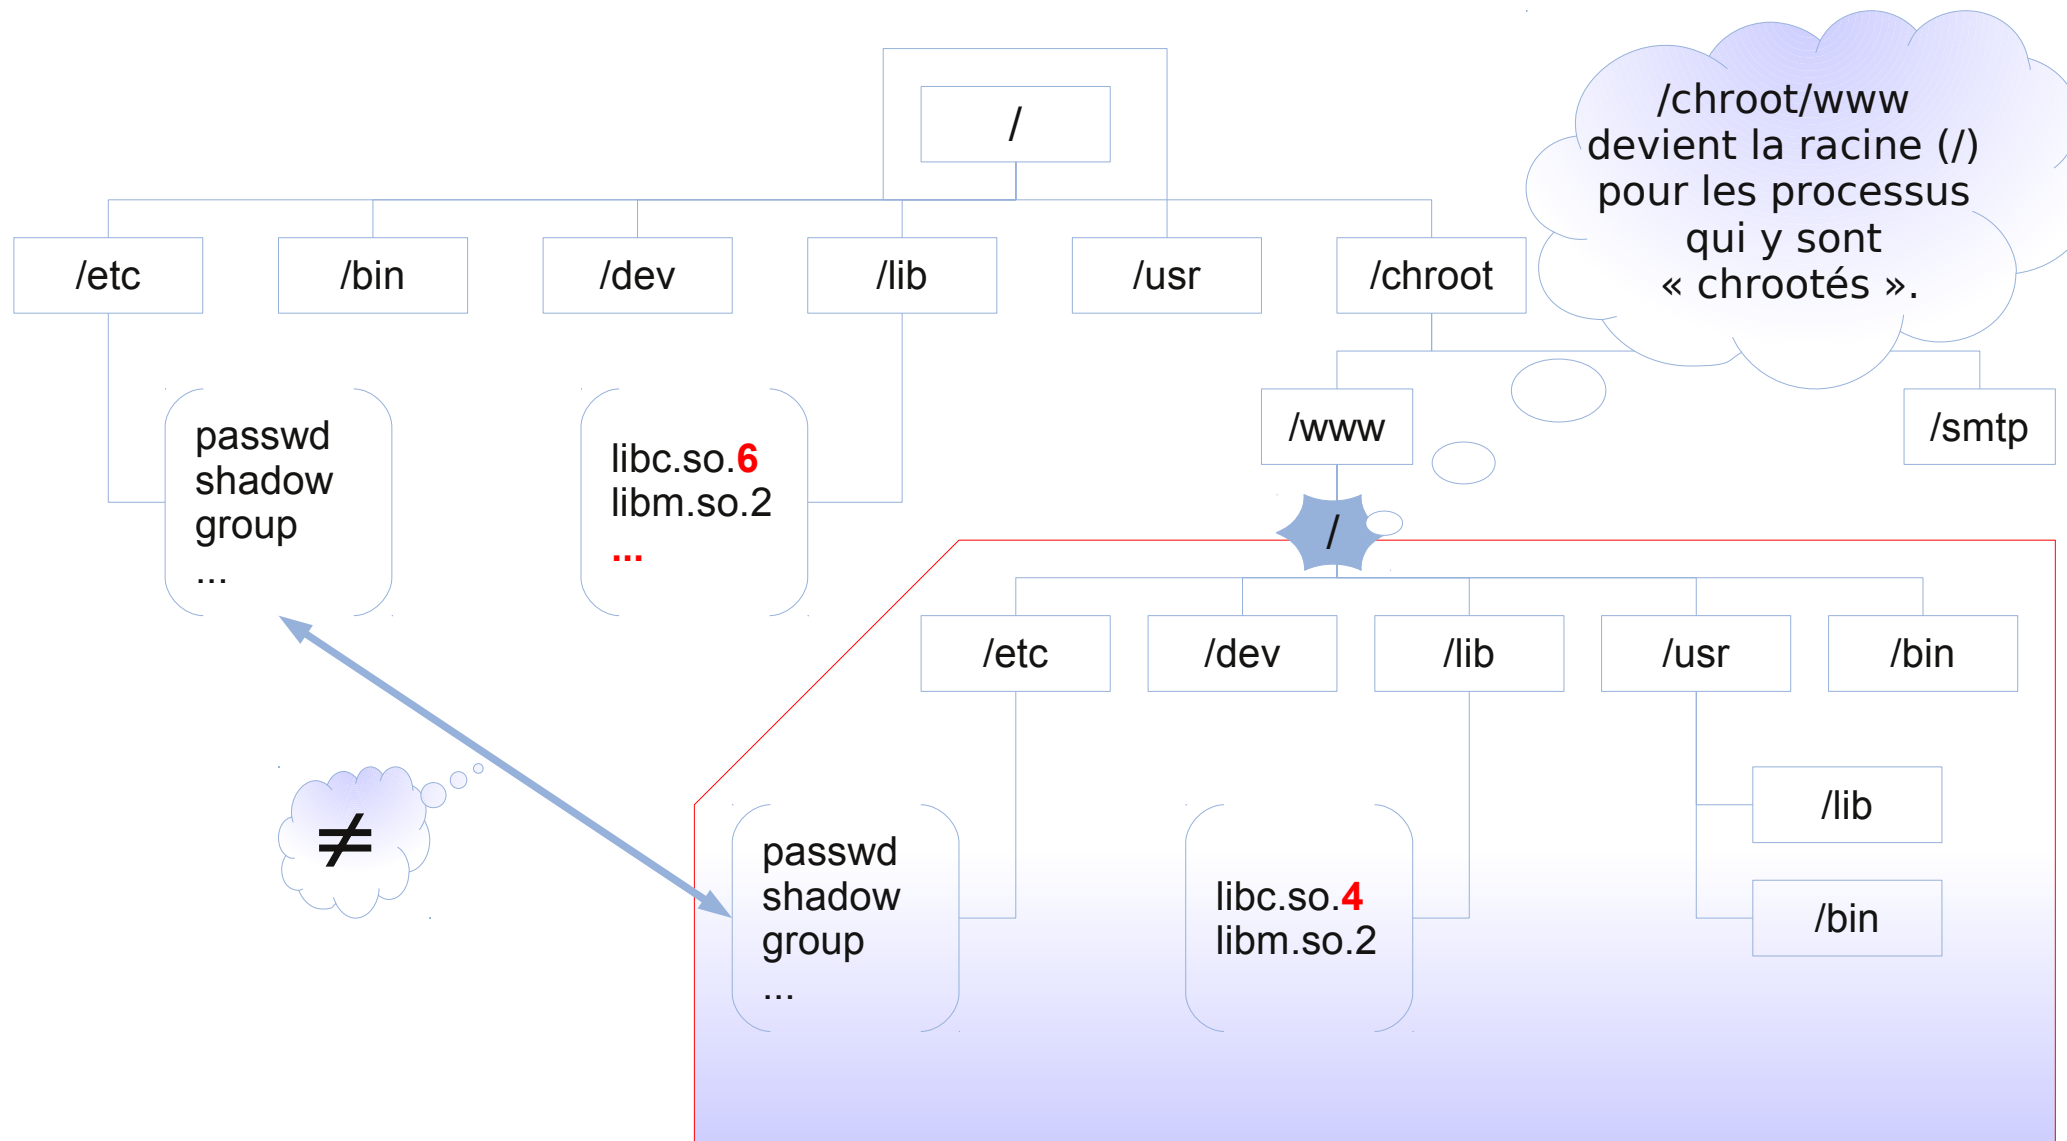 /
/chroot/www
devient la racine (/)
pour les processus
qui y sont
« chrootés ».
/etc
/bin
/dev
/lib
/usr
/chroot
passwd
shadow
group
...
libc.so.6
libm.so.2
...
/www
/smtp
/
/etc
/dev
/lib
/usr
/bin
≠
passwd
shadow
group
...
libc.so.4
libm.so.2
/lib
/bin